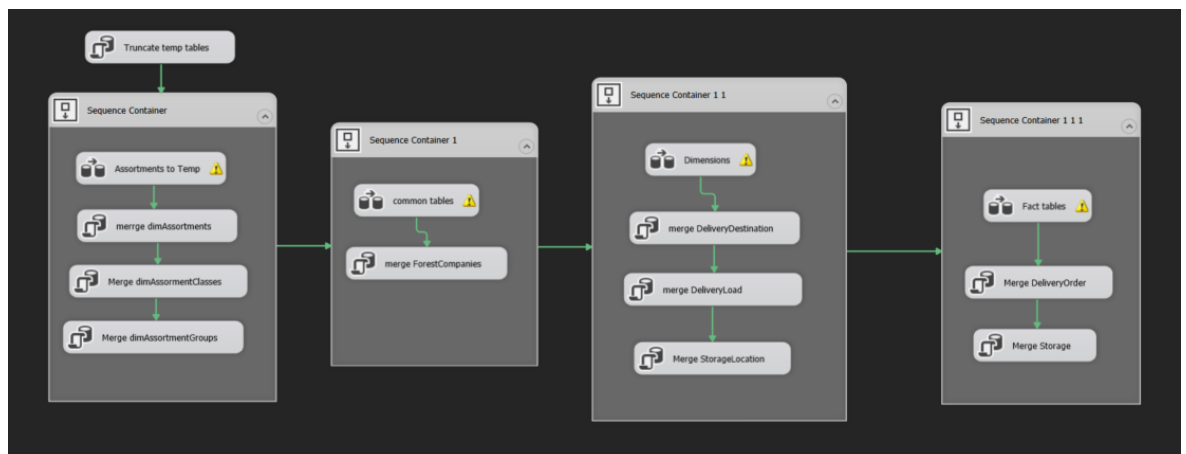 Truncate temp tables
Sequence Container
Assortments to Temp
merrge dimAssortments
Merge dimAssormentClasses
Merge dimAssortmentGroups
Sequence Container 1
common tables
merge ForestCompanies
Sequence Container 1 1
Dimensions
merge DeliveryDestination
merge DeliveryLoad
Merge StorageLocation
Sequence Container 1 1 1
Fact tables
Merge DeliveryOrder
Merge Storage